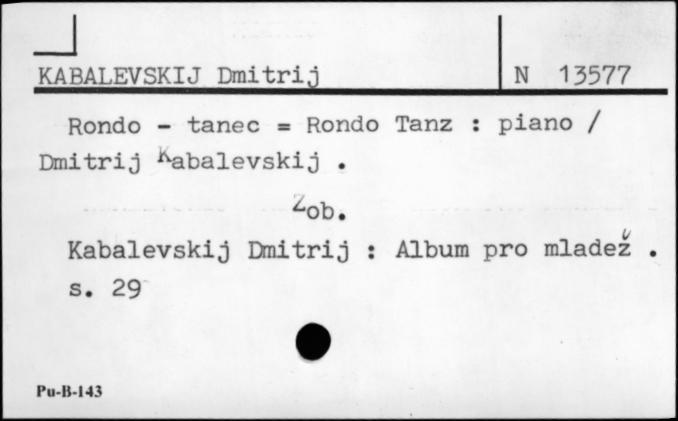 KABALEVSKIJ Dmitrij N 13577
Rondo - tanec = Rondo Tanz : piano /
Dmitrij Kabalevskij .
Zob.
Kabalevskij Dmitrij : Album pro mladež .
s. 29
Pu-B-143